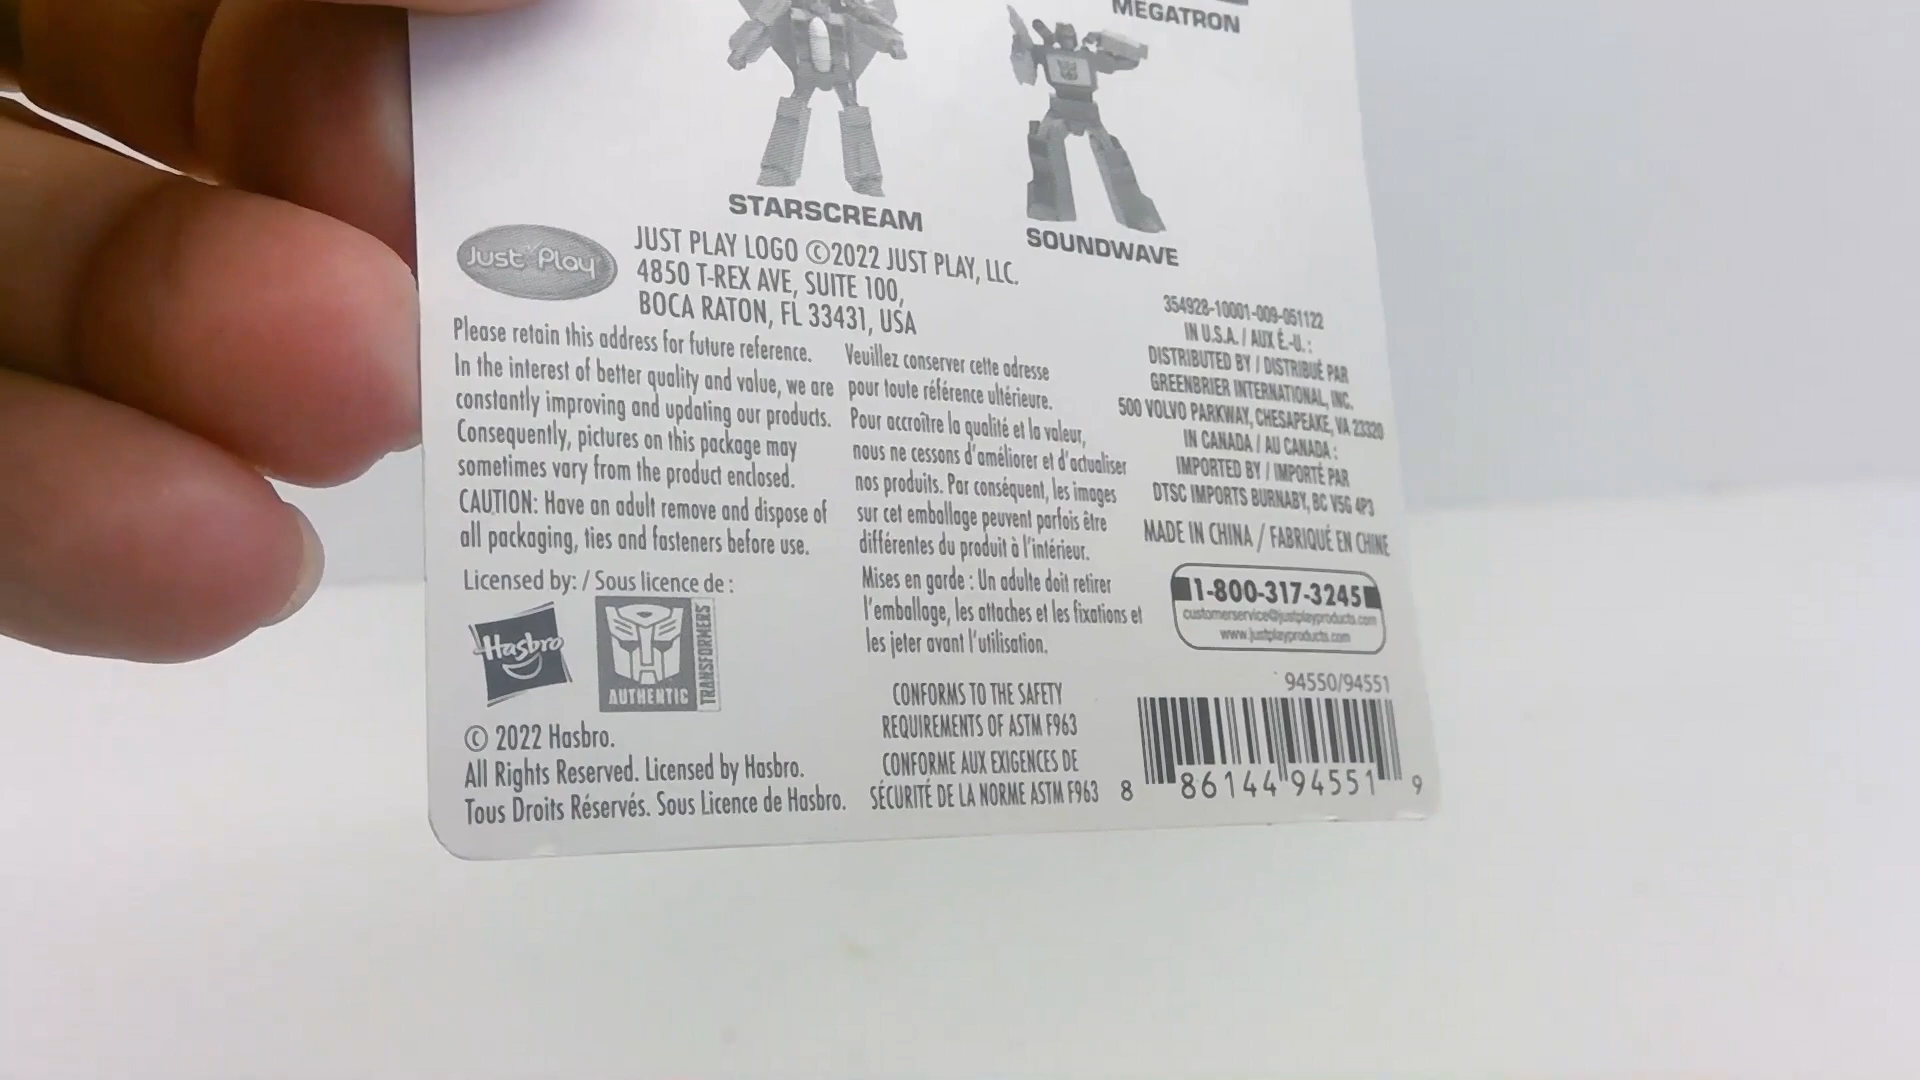 MEGATRON
STARSCREAM
SOUNDWAVE
Just Play
JUST PLAY LOGO ©2022 JUST PLAY, LLC.
4850 T-REX AVE, SUITE 100,
BOCA RATON, FL 33431, USA
Please retain this address for future reference.
In the interest of better quality and value, we are
constantly improving and updating our products.
Consequently, pictures on this package may
sometimes vary from the product enclosed.
CAUTION: Have an adult remove and dispose of
all packaging, ties and fasteners before use.
Licensed by: / Sous licence de :
Hasbro
AUTHENTIC
TRANSFORMERS
© 2022 Hasbro.
All Rights Reserved. Licensed by Hasbro.
Tous Droits Réservés. Sous Licence de Hasbro.
Veuillez conserver cette adresse
pour toute référence ultérieure.
Pour accroître la qualité et la valeur,
nous ne cessons d'améliorer et d'actualiser
nos produits. Par conséquent, les images
sur cet emballage peuvent parfois être
différentes du produit à l'intérieur.
Mises en garde : Un adulte doit retirer
l'emballage, les attaches et les fixations et
les jeter avant l'utilisation.
CONFORMS TO THE SAFETY
REQUIREMENTS OF ASTM F963
CONFORME AUX EXIGENCES DE
SÉCURITÉ DE LA NORME ASTM F963
354928-10001-009-051122
IN U.S.A. / AUX É.-U. :
DISTRIBUTED BY / DISTRIBUÉ PAR
GREENBRIER INTERNATIONAL, INC.
500 VOLVO PARKWAY, CHESAPEAKE, VA 23320
IN CANADA / AU CANADA :
IMPORTED BY / IMPORTÉ PAR
DTSC IMPORTS BURNABY, BC V5G 4P3
MADE IN CHINA / FABRIQUÉ EN CHINE
1-800-317-3245
customerservice@justplayproducts.com
www.justplayproducts.com
94550/94551
8 86144 94551 9